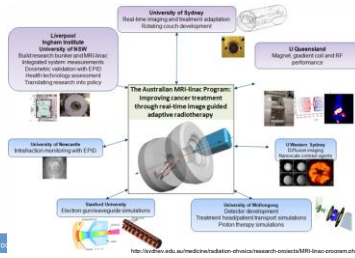 University of Sydney
Real-time imaging and treatment adaptation
Rotating couch development
Liverpool
Ingham Institute
University of NSW
Build research bunker and MRI-linac
Integrated system measurements
Dosimetric validation with EPID
Health technology assessment
Translating research into policy
U Queensland
Magnet, gradient coil and RF
performance
The Australian MRI-linac Program:
Improving cancer treatment
through real-time image guided
adaptive radiotherapy
University of Newcastle
Intrafraction monitoring with EPID
U Western Sydney
Diffusion imaging
Nanoscale contrast agents
Stanford University
Electron gun/waveguide simulations
University of Wollongong
Detector development
Treatment head/patient transport simulations
Proton therapy simulations
http://sydney.edu.au/medicine/radiation-physics/research-projects/MRI-linac-program.ph